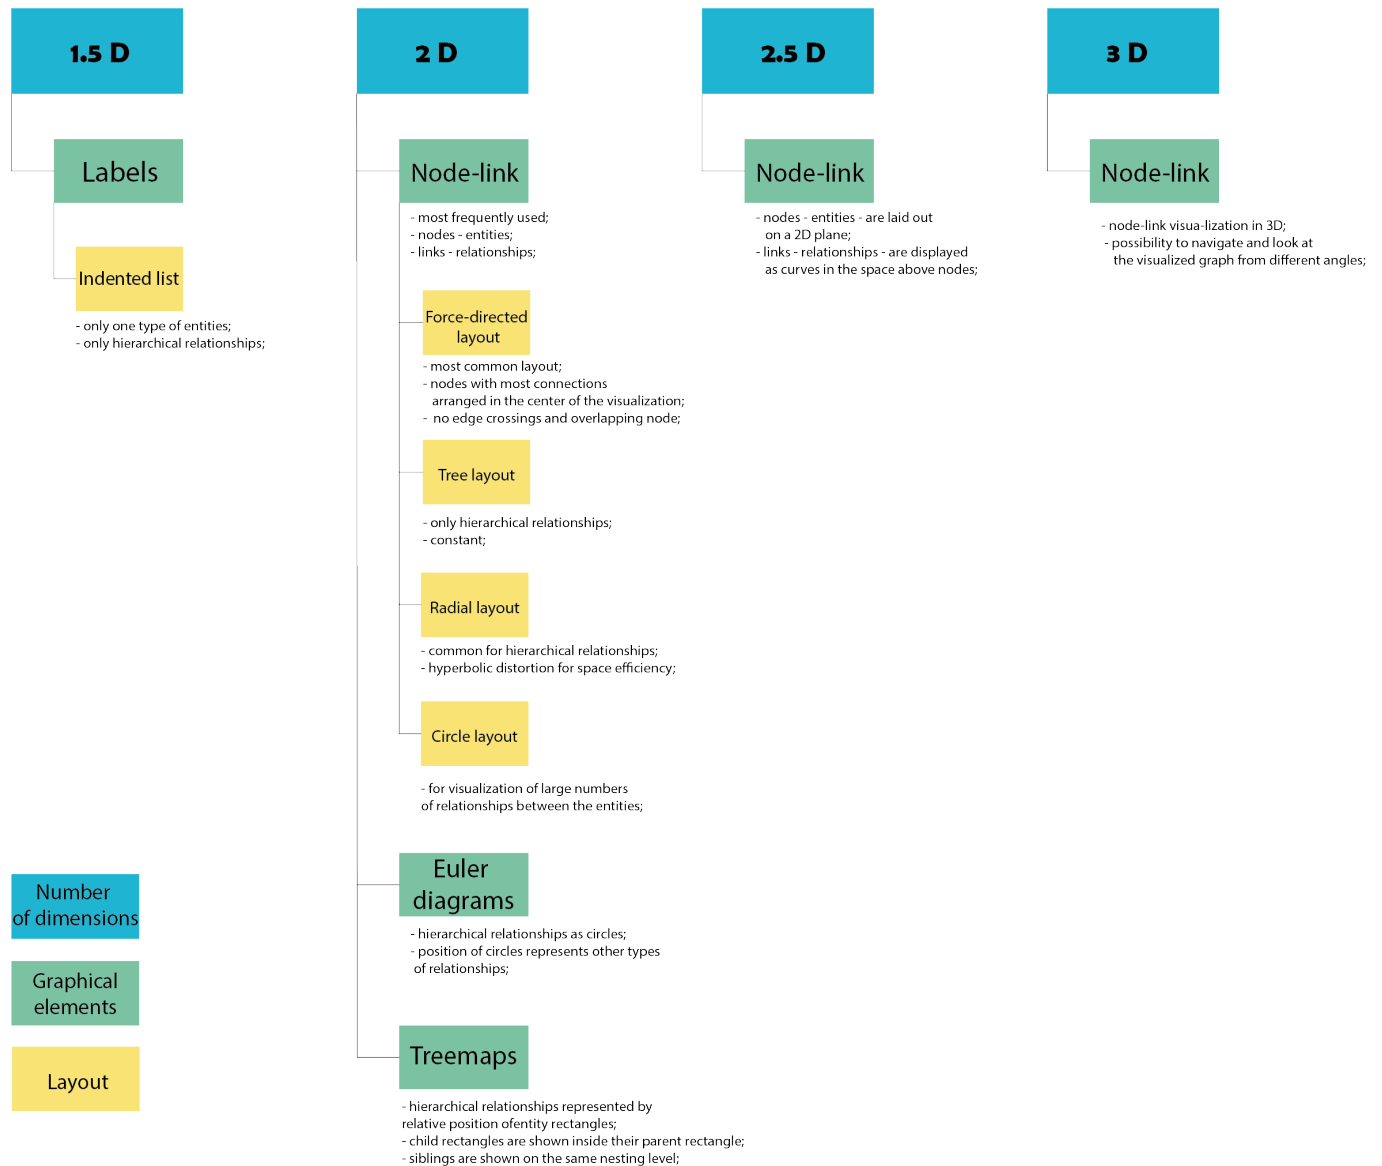 1.5 D
Labels
Indented list
- only one type of entities;
- only hierarchical relationships;
2 D
Node-link
- most frequently used;
- nodes - entities;
- links - relationships;
Force-directed
layout
- most common layout;
- nodes with most connections
arranged in the center of the visualization;
- no edge crossings and overlapping node;
Tree layout
- only hierarchical relationships;
- constant;
Radial layout
- common for hierarchical relationships;
- hyperbolic distortion for space efficiency;
Circle layout
- for visualization of large numbers
of relationships between the entities;
Euler
diagrams
- hierarchical relationships as circles;
- position of circles represents other types
of relationships;
Treemaps
- hierarchical relationships represented by
relative position ofentity rectangles;
- child rectangles are shown inside their parent rectangle;
- siblings are shown on the same nesting level;
2.5 D
Node-link
- nodes - entities - are laid out
on a 2D plane;
- links - relationships - are displayed
as curves in the space above nodes;
3 D
Node-link
- node-link visua-lization in 3D;
- possibility to navigate and look at
the visualized graph from different angles;
Number
of dimensions
Graphical
elements
Layout